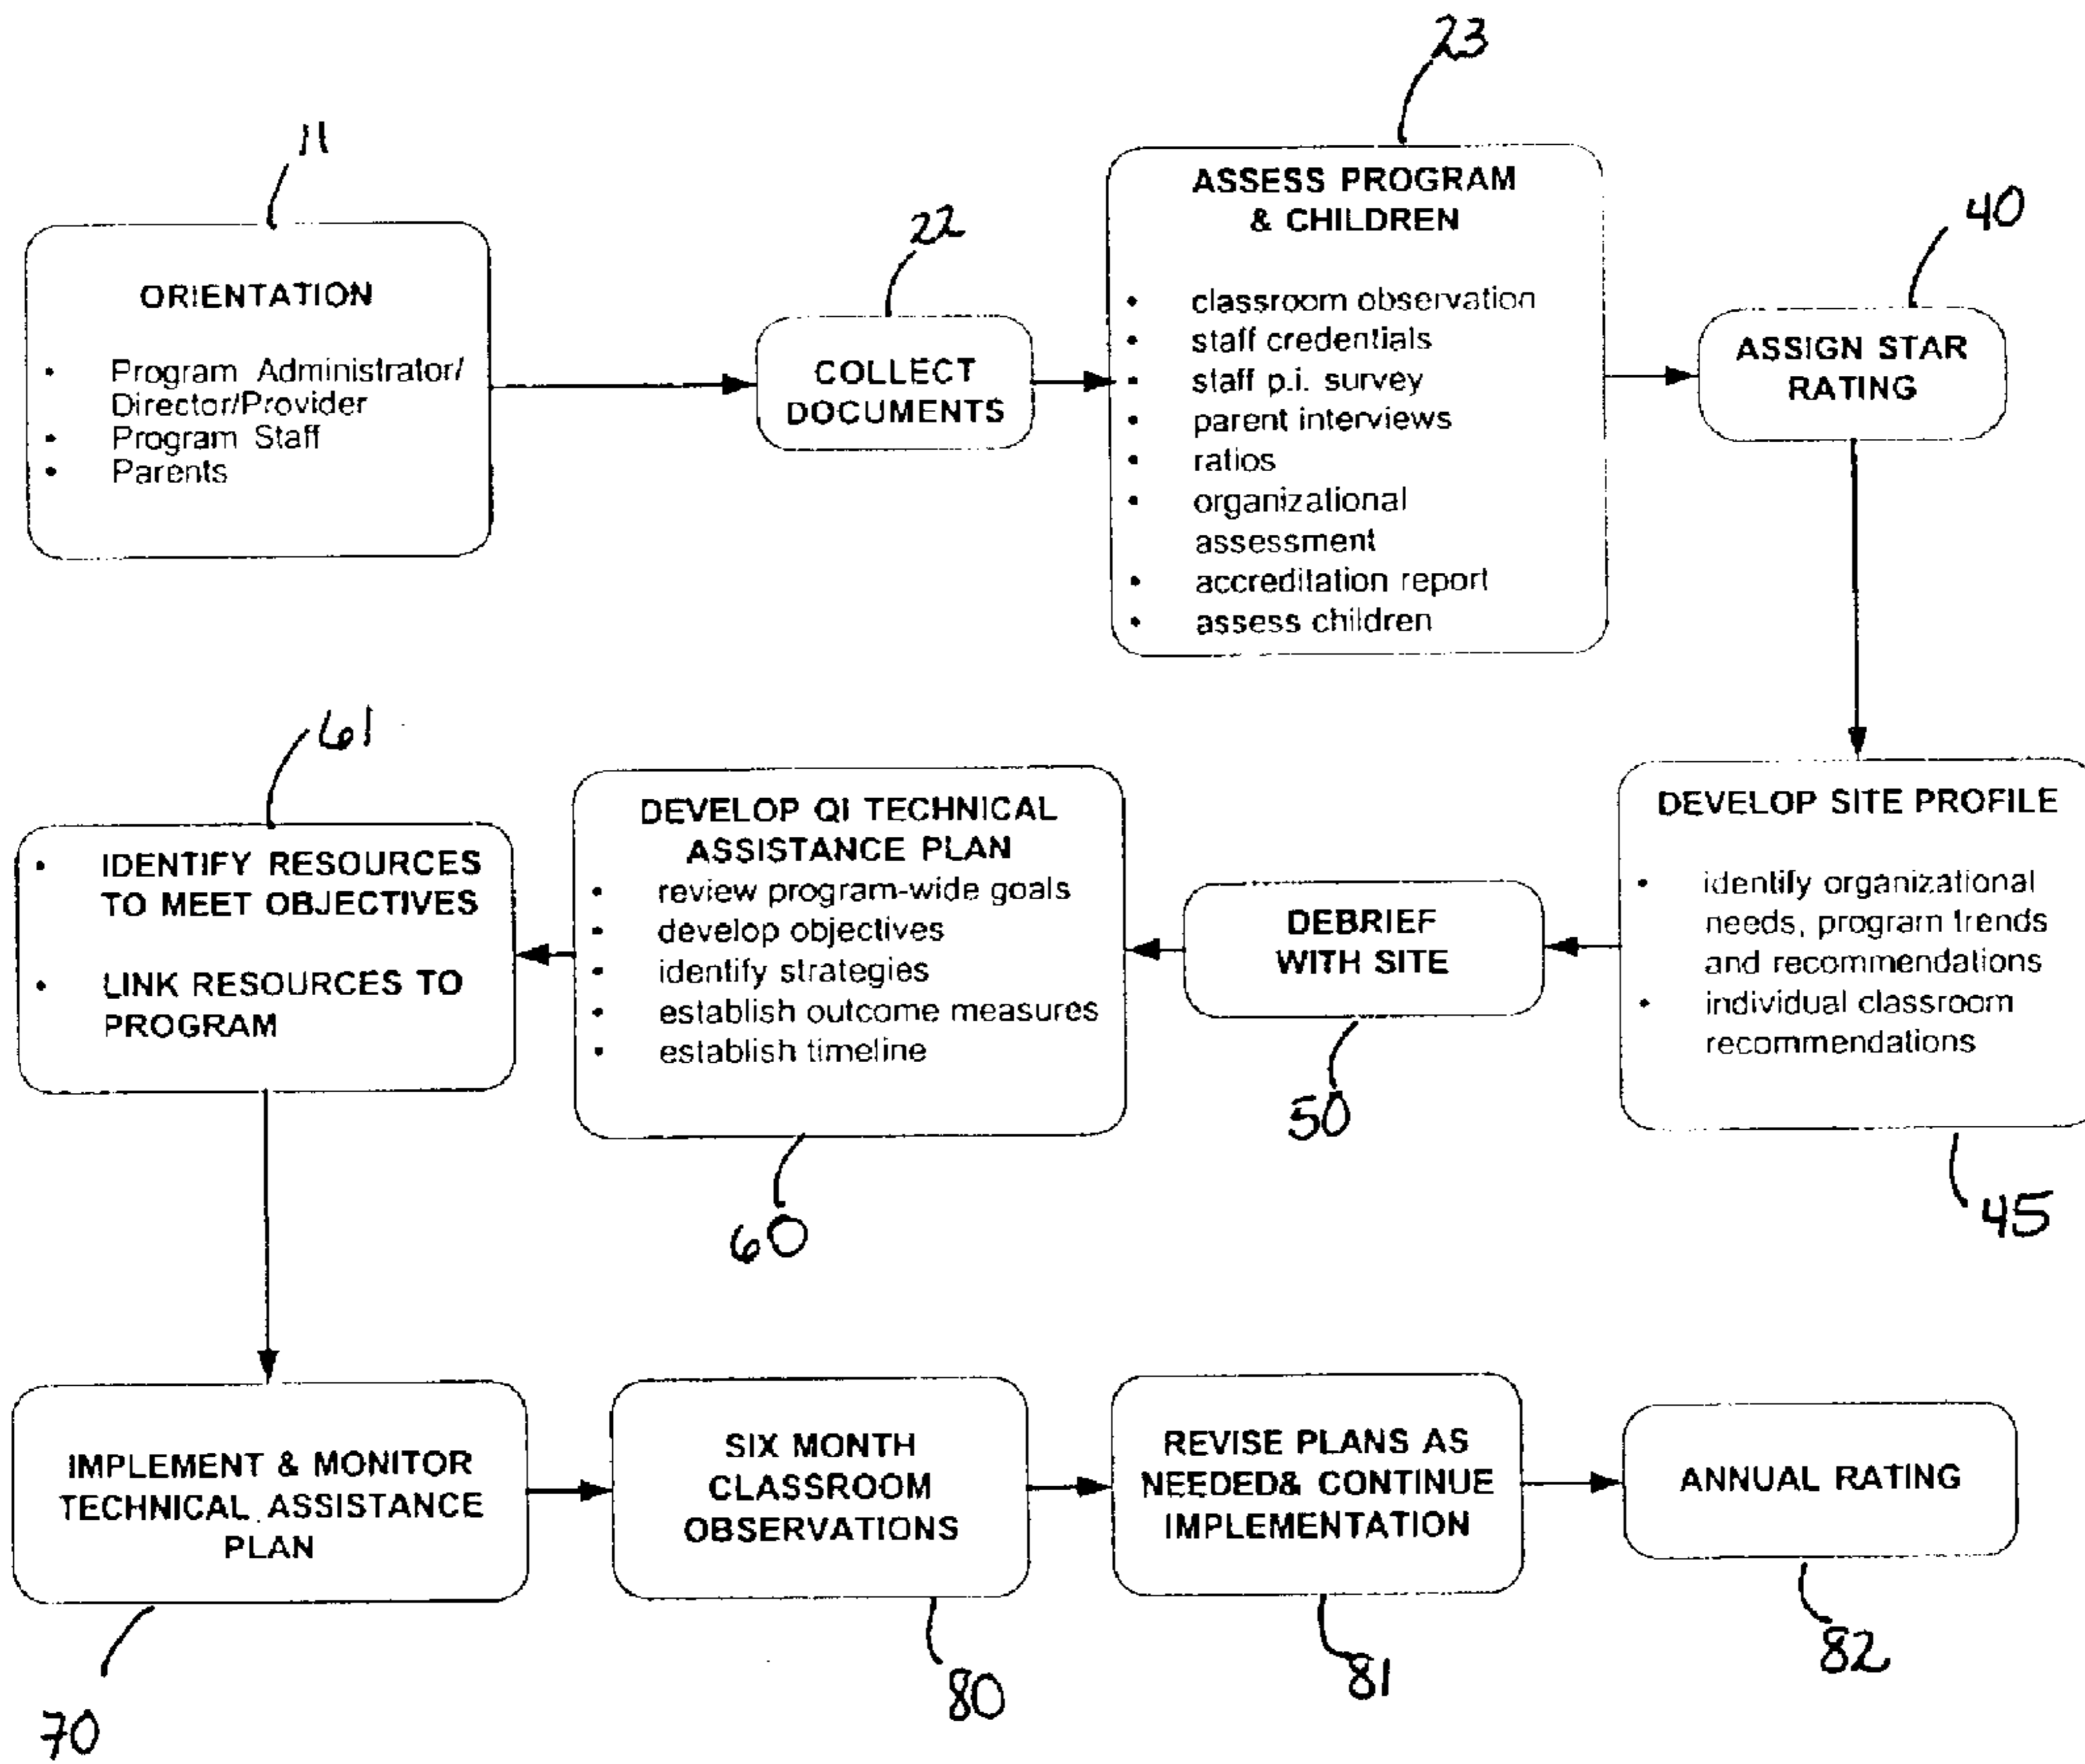 23
11
22
40
ORIENTATION
• Program Administrator/
Director/Provider
• Program Staff
• Parents
COLLECT
DOCUMENTS
ASSESS PROGRAM
& CHILDREN
• classroom observation
• staff credentials
• staff p.i. survey
• parent interviews
• ratios
• organizational
assessment
• accreditation report
• assess children
ASSIGN STAR
RATING
DEVELOP SITE PROFILE
• identify organizational
needs, program trends
and recommendations
• individual classroom
recommendations
45
DEBRIEF
WITH SITE
50
DEVELOP QI TECHNICAL
ASSISTANCE PLAN
• review program-wide goals
• develop objectives
• identify strategies
• establish outcome measures
• establish timeline
60
61
• IDENTIFY RESOURCES
TO MEET OBJECTIVES
• LINK RESOURCES TO
PROGRAM
IMPLEMENT & MONITOR
TECHNICAL ASSISTANCE
PLAN
70
SIX MONTH
CLASSROOM
OBSERVATIONS
80
REVISE PLANS AS
NEEDED& CONTINUE
IMPLEMENTATION
81
ANNUAL RATING
82